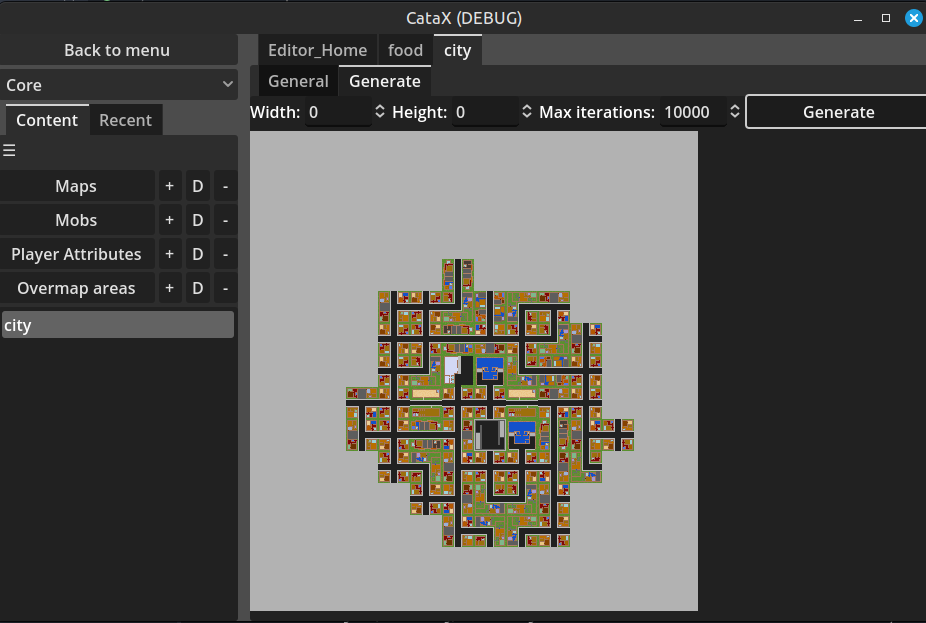 CataX (DEBUG)
Back to menu
Editor_Home food city
Core
General Generate
Content Recent
Width: 0 Height: 0 Max iterations: 10000 Generate
Maps + D -
Mobs + D -
Player Attributes + D -
Overmap areas + D -
city